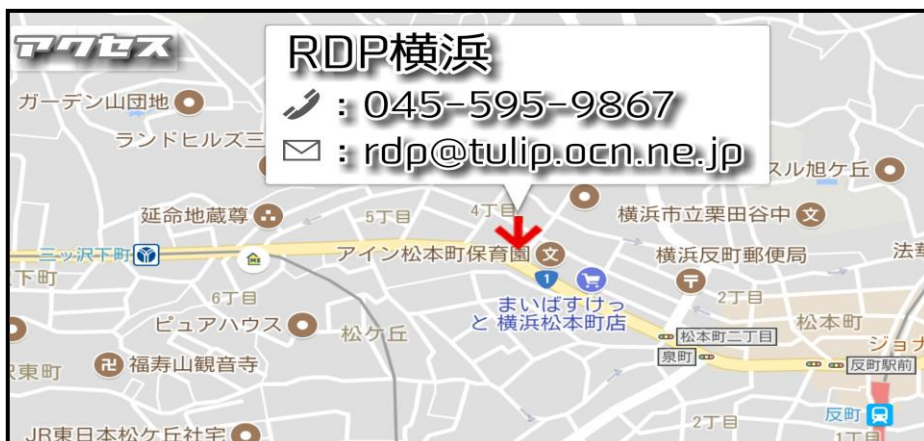 アクセス
RDP横浜
: 045-595-9867
: rdp@tulip.ocn.ne.jp
ガーデン山団地
ランドヒルズ三
スル旭ケ丘
延命地蔵尊
5丁目
4丁目
横浜市立栗田谷中
三ッ沢下町
アイン松本町保育園
横浜反町郵便局
法華
下町
1
6丁目
まいばすけっ
と 横浜松本町店
2丁目
ピュアハウス
松ケ丘
松本町
松本町二丁目
ジョナ
泉町
反町駅前
東町
福寿山観音寺
2丁目
反町
JR東日本松ケ丘社宅
1丁目